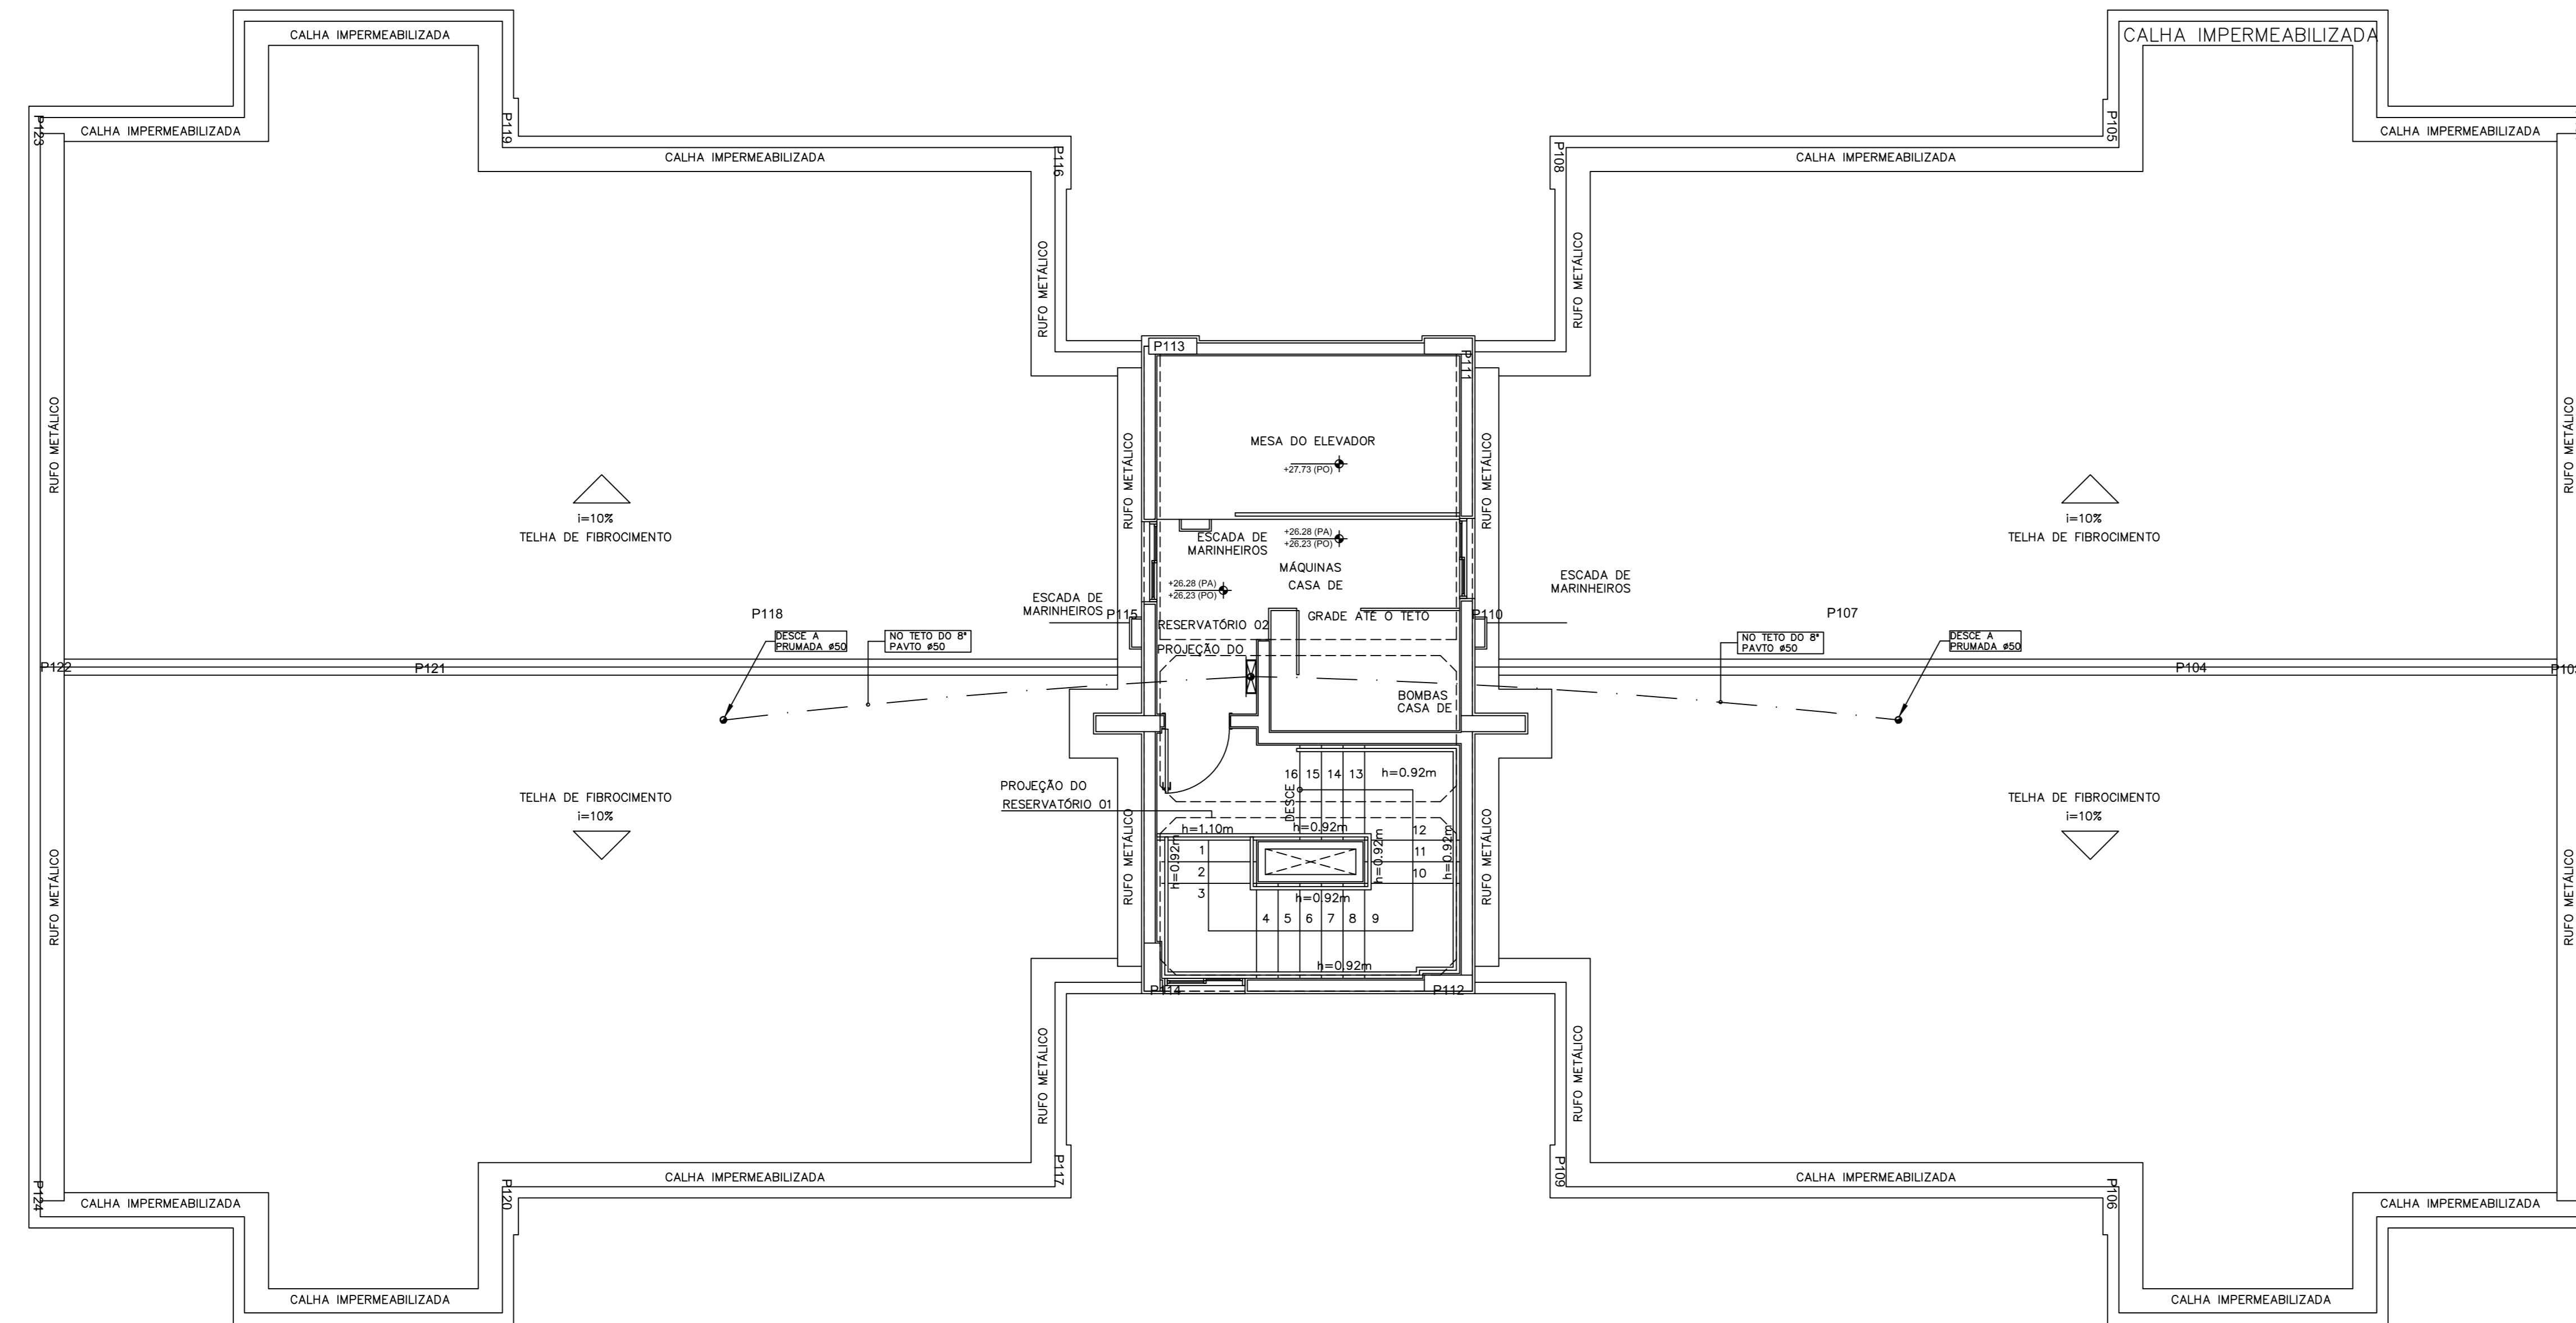 CALHA IMPERMEABILIZADA
CALHA IMPERMEABILIZADA
P123
CALHA IMPERMEABILIZADA
P119
CALHA IMPERMEABILIZADA
P116
P108
CALHA IMPERMEABILIZADA
P105
CALHA IMPERMEABILIZADA
RUFO METÁLICO
RUFO METÁLICO
P113
P111
RUFO METÁLICO
RUFO METÁLICO
MESA DO ELEVADOR
+27.73 (PO)
RUFO METÁLICO
RUFO METÁLICO
i=10%
TELHA DE FIBROCIMENTO
ESCADA DE
MARINHEIROS
+26.28 (PA)
+26.23 (PO)
i=10%
TELHA DE FIBROCIMENTO
MÁQUINAS
CASA DE
+26.28 (PA)
+26.23 (PO)
ESCADA DE
MARINHEIROS
ESCADA DE
MARINHEIROS
P118
P115
RESERVATÓRIO 02
GRADE ATÉ O TETO
P110
P107
DESCE A
PRUMADA ø50
NO TETO DO 8ª
PAVTO ø50
PROJEÇÃO DO
NO TETO DO 8ª
PAVTO ø50
DESCE A
PRUMADA ø50
P122
P121
P104
P103
BOMBAS
CASA DE
TELHA DE FIBROCIMENTO
i=10%
PROJEÇÃO DO
RESERVATÓRIO 01
16 15 14 13
h=0.92m
DESCE
TELHA DE FIBROCIMENTO
i=10%
RUFO METÁLICO
RUFO METÁLICO
h=1.10m
h=0.92m
12
h=0.92m
1
h=0.92m
11
h=0.92m
2
10
3
h=0.92m
4 5 6 7 8 9
RUFO METÁLICO
RUFO METÁLICO
h=0.92m
P114
P112
RUFO METÁLICO
RUFO METÁLICO
P124
CALHA IMPERMEABILIZADA
P120
CALHA IMPERMEABILIZADA
P117
P109
CALHA IMPERMEABILIZADA
P106
CALHA IMPERMEABILIZADA
CALHA IMPERMEABILIZADA
CALHA IMPERMEABILIZADA